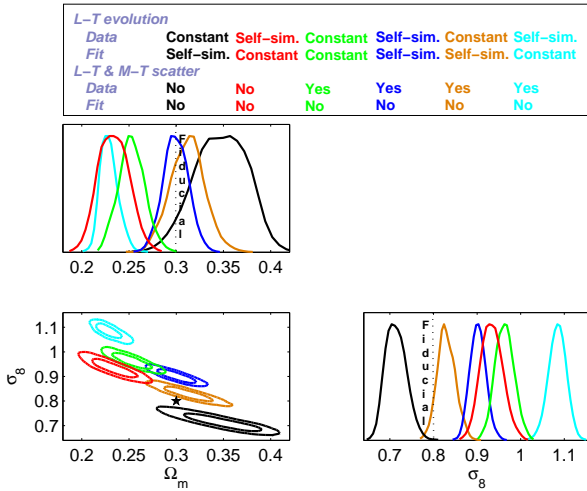 L−T evolution
Data Constant Self−sim. Constant Self−sim. Constant Self−sim.
Fit Self−sim. Constant Constant Self−sim. Self−sim. Constant
L−T & M−T scatter
Data No No Yes Yes Yes Yes
Fit No No No No No No
Fiducial
0.2 0.25 0.3 0.35 0.4
1.1
1
0.9
0.8
0.7
σ8
0.2 0.25 0.3 0.35 0.4
Ωm
Fiducial
0.7 0.8 0.9 1 1.1
σ8